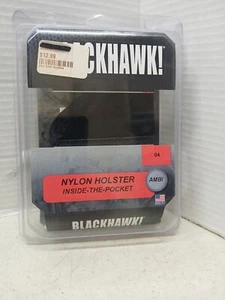 $12.99
BLACKHAWK!
04
NYLON HOLSTER
INSIDE-THE-POCKET
AMBI
BLACKHAWK!